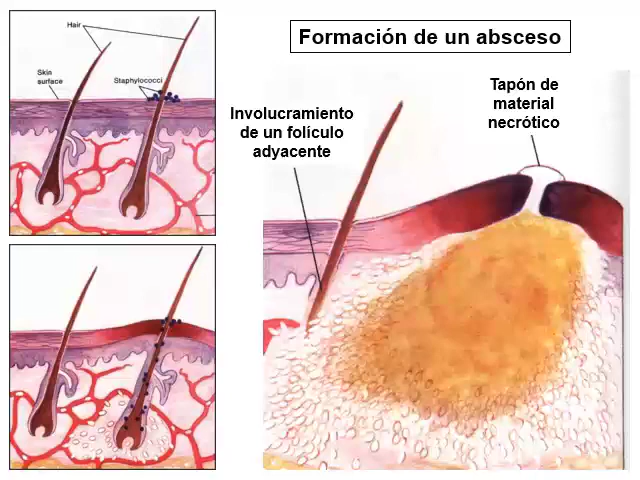 Formación de un absceso
Hair
Skin
surface
Staphylococci
Involucramiento
de un folículo
adyacente
Tapón de
material
necrótico